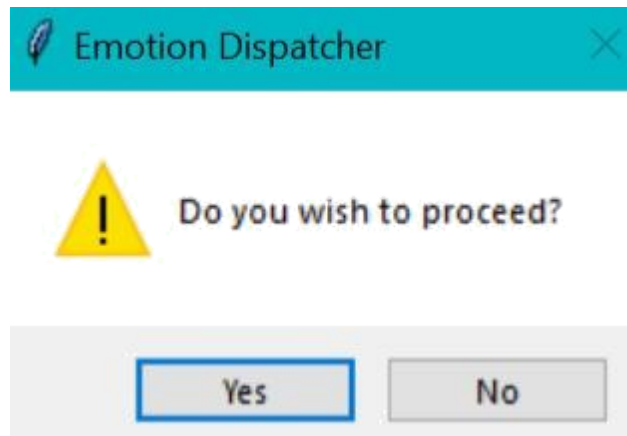 Emotion Dispatcher
Do you wish to proceed?
Yes No